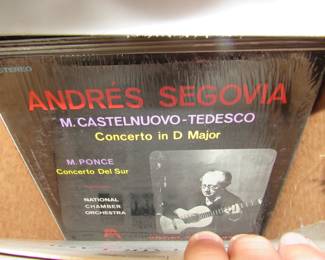 STEREO
ANDRÉS SEGOVIA
M. CASTELNUOVO-TEDESCO
Concerto in D Major
M. PONCE
Concerto Del Sur
NATIONAL
CHAMBER
ORCHESTRA